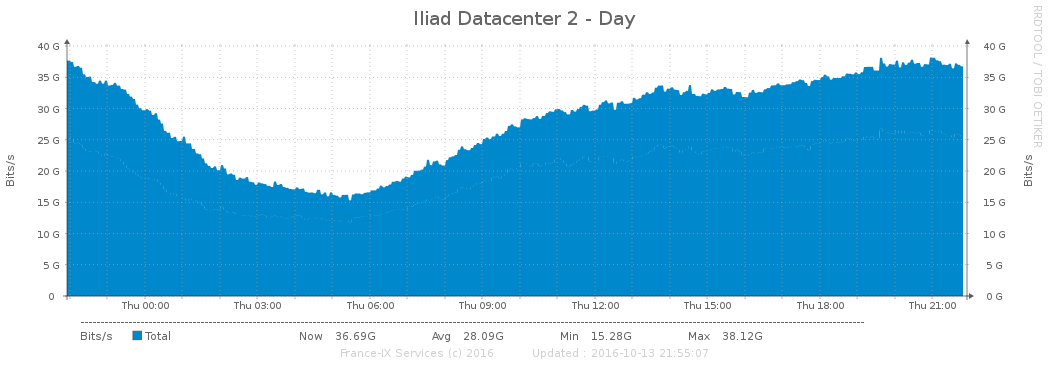 Iliad Datacenter 2 - Day
RRDTOOL / TOBI OETIKER
Bits/s
40 G 40 G
35 G 35 G
30 G 30 G
25 G 25 G
20 G 20 G
15 G 15 G
10 G 10 G
5 G 5 G
0 0 G
Bits/s
Thu 00:00 Thu 03:00 Thu 06:00 Thu 09:00 Thu 12:00 Thu 15:00 Thu 18:00 Thu 21:00
Bits/s Total Now 36.69G Avg 28.09G Min 15.28G Max 38.12G
France-IX Services (c) 2016 Updated : 2016-10-13 21:55:07